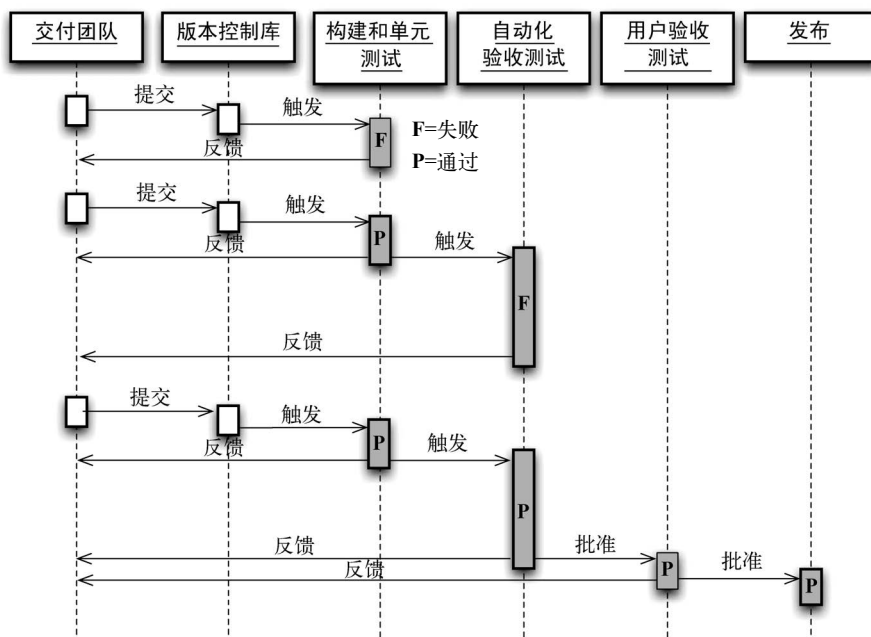 交付团队
版本控制库
构建和单元
测试
自动化
验收测试
用户验收
测试
发布
提交
触发
F
F=失败
反馈
P=通过
提交
触发
反馈
P
触发
F
反馈
提交
触发
反馈
P
触发
P
反馈
批准
反馈
P
批准
P